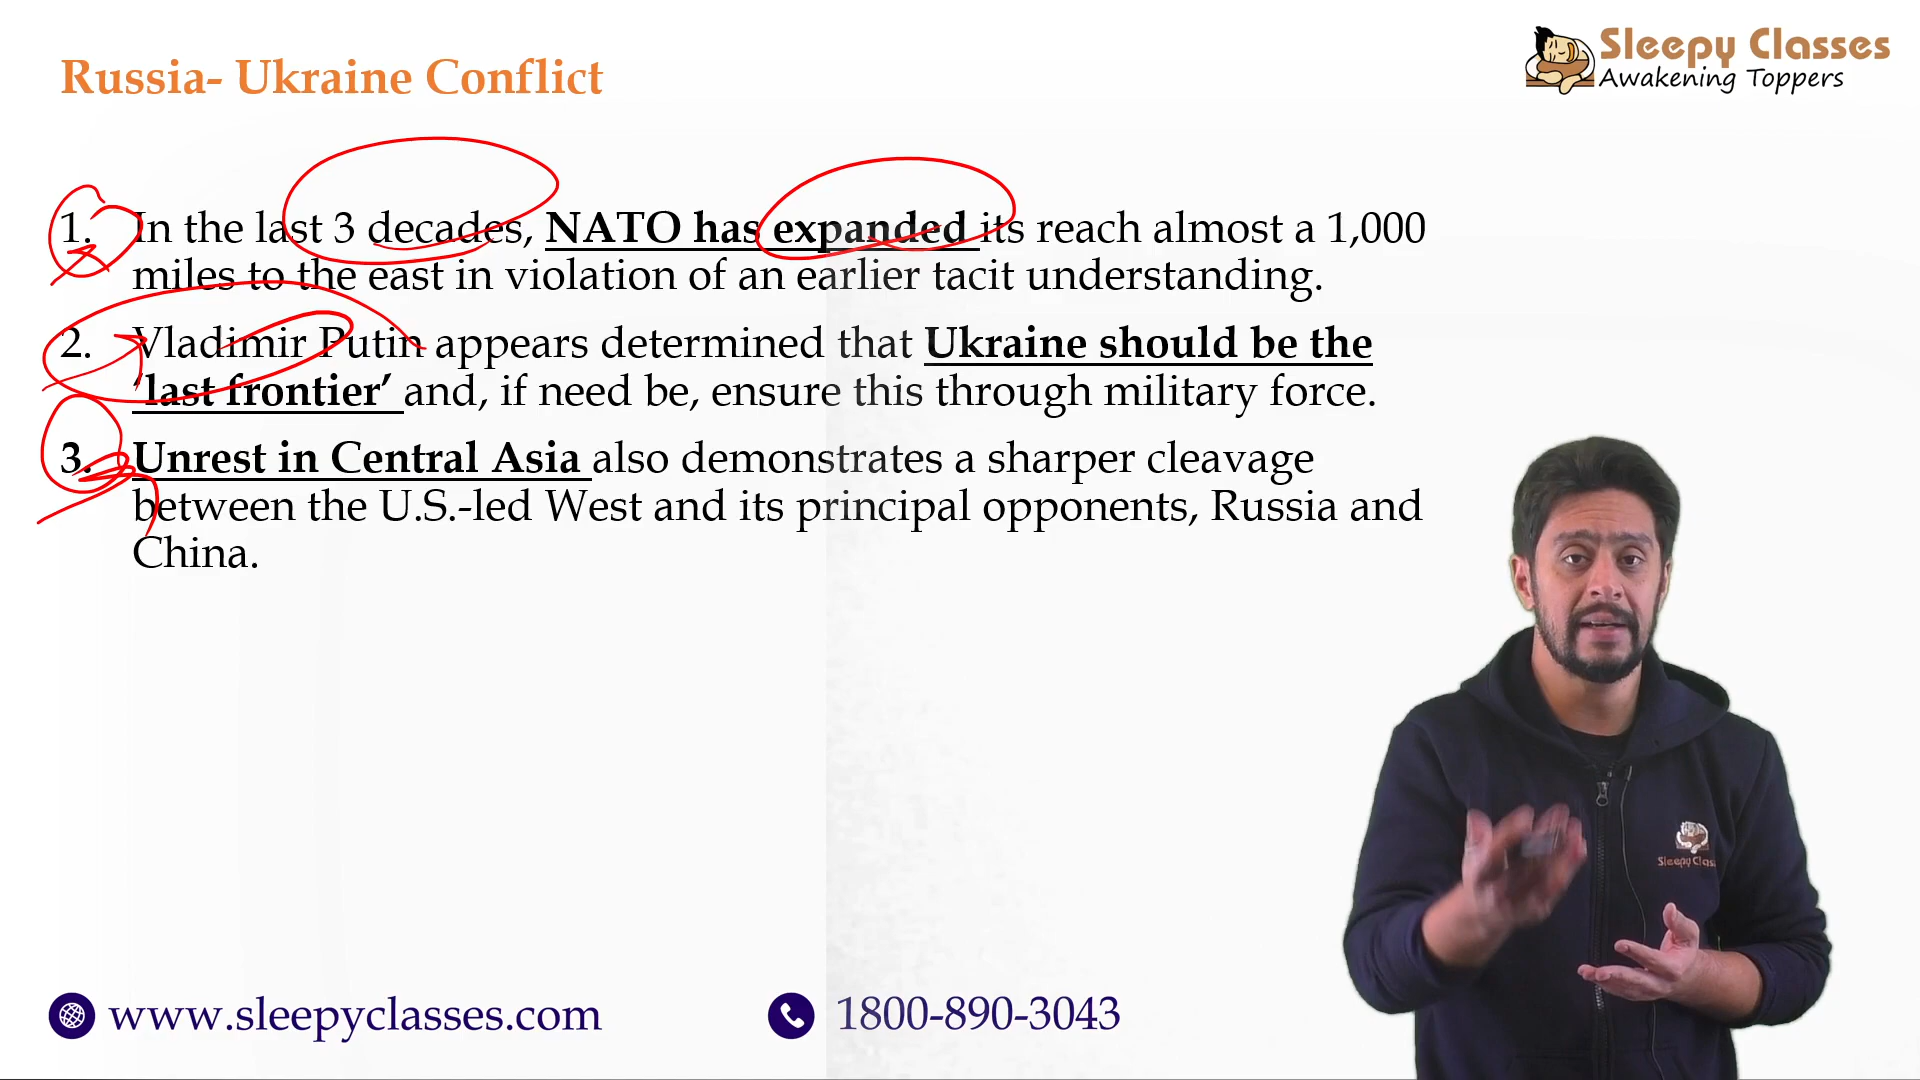 Sleepy Classes
Awakening Toppers
Russia- Ukraine Conflict
1. In the last 3 decades, NATO has expanded its reach almost a 1,000
miles to the east in violation of an earlier tacit understanding.
2. Vladimir Putin appears determined that Ukraine should be the
‘last frontier’ and, if need be, ensure this through military force.
3. Unrest in Central Asia also demonstrates a sharper cleavage
between the U.S.-led West and its principal opponents, Russia and
China.
Sleepy Clas
www.sleepyclasses.com
1800-890-3043